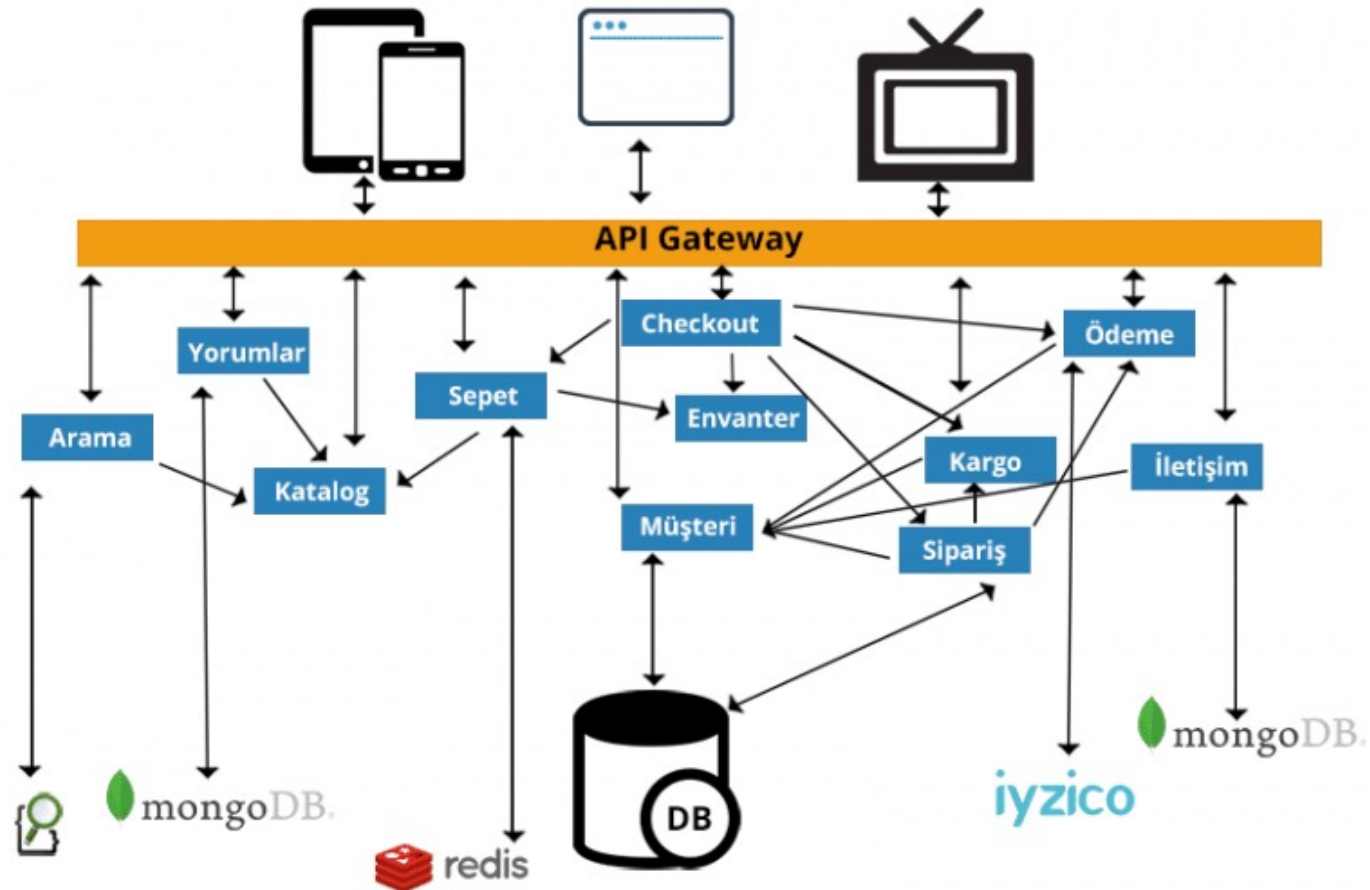 API Gateway
Checkout
Ödeme
Yorumlar
Sepet
Envanter
Arama
Kargo
İletişim
Katalog
Müşteri
Sipariş
mongoDB.
iyzico
mongoDB.
DB
redis